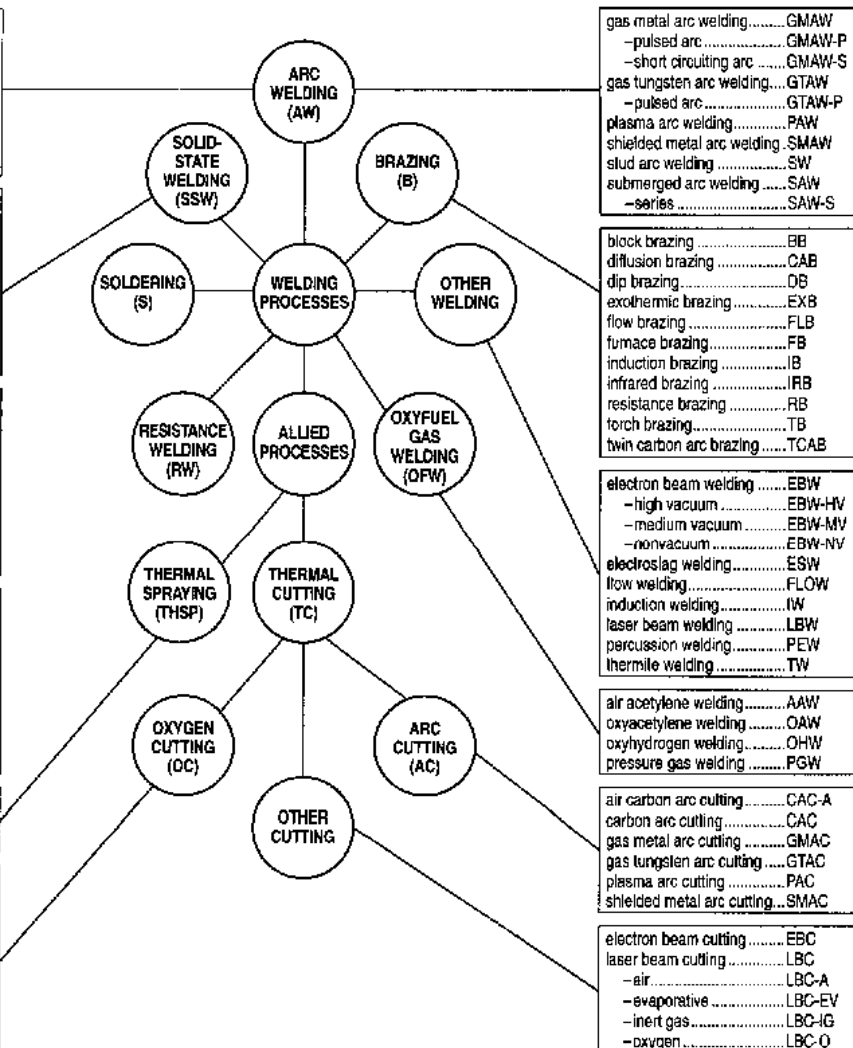 ARC
WELDING
(AW)
SOLID-
STATE
WELDING
(SSW)
BRAZING
(B)
SOLDERING
(S)
WELDING
PROCESSES
OTHER
WELDING
RESISTANCE
WELDING
(RW)
ALLIED
PROCESSES
OXYFUEL
GAS
WELDING
(OFW)
THERMAL
SPRAYING
(THSP)
THERMAL
CUTTING
(TC)
OXYGEN
CUTTING
(OC)
ARC
CUTTING
(AC)
OTHER
CUTTING
gas metal arc welding.........GMAW
–pulsed arc..................GMAW-P
–short circuiting arc .......GMAW-S
gas tungsten arc welding....GTAW
–pulsed arc..................GTAW-P
plasma arc welding............PAW
shielded metal arc welding .SMAW
stud arc welding ...............SW
submerged arc welding .....SAW
–series........................SAW-S
block brazing ...................BB
diffusion brazing ...............CAB
dip brazing.......................DB
exothermic brazing ............EXB
flow brazing .....................FLB
furnace brazing.................FB
induction brazing ..............IB
infrared brazing ................IRB
resistance brazing .............RB
torch brazing....................TB
twin carbon arc brazing......TCAB
electron beam welding .......EBW
–high vacuum ...............EBW-HV
–medium vacuum ..........EBW-MV
–nonvacuum.................EBW-NV
electroslag welding............ESW
flow welding.....................FLOW
induction welding...............IW
laser beam welding............LBW
percussion welding............PEW
thermite welding ...............TW
air acetylene welding.........AAW
oxyacetylene welding.........OAW
oxyhydrogen welding.........OHW
pressure gas welding ........PGW
air carbon arc cutting.........CAC-A
carbon arc cutting .............CAC
gas metal arc cutting .........GMAC
gas tungsten arc cutting .....GTAC
plasma arc cutting .............PAC
shielded metal arc cutting...SMAC
electron beam cutting ........EBC
laser beam cutting ............LBC
–air.............................LBC-A
–evaporative.................LBC-EV
–inert gas.....................LBC-IG
–oxygen.......................LBC-O